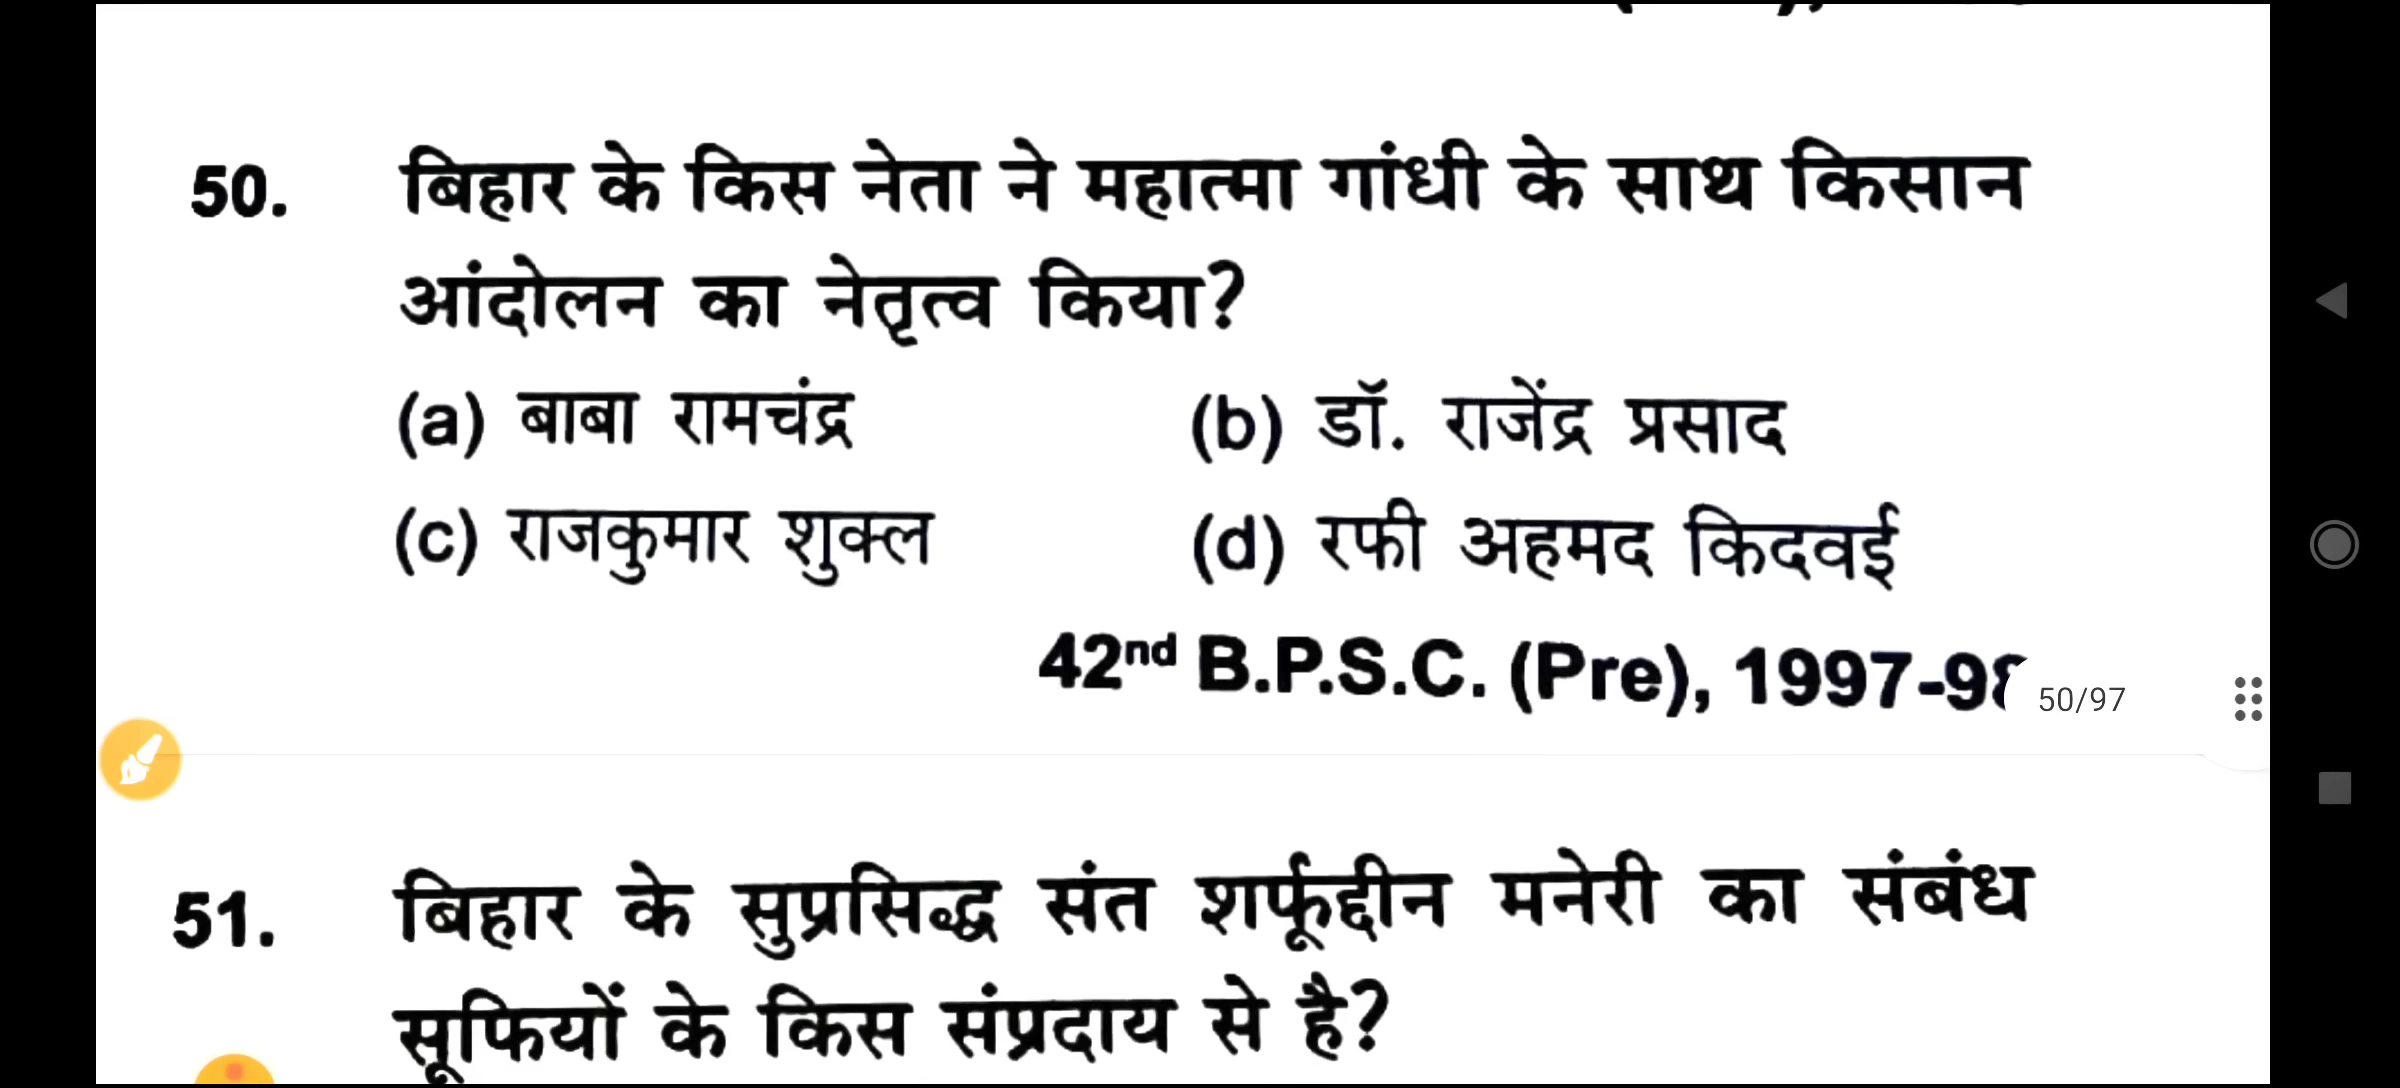 50. बिहार के किस नेता ने महात्मा गांधी के साथ किसान
आंदोलन का नेतृत्व किया?
(a) बाबा रामचंद्र (b) डॉ. राजेंद्र प्रसाद
(c) राजकुमार शुक्ल (d) रफी अहमद किदवई
42nd B.P.S.C. (Pre), 1997-98
50/97
51. बिहार के सुप्रसिद्ध संत शर्फूद्दीन मनेरी का संबंध
सूफियों के किस संप्रदाय से है?